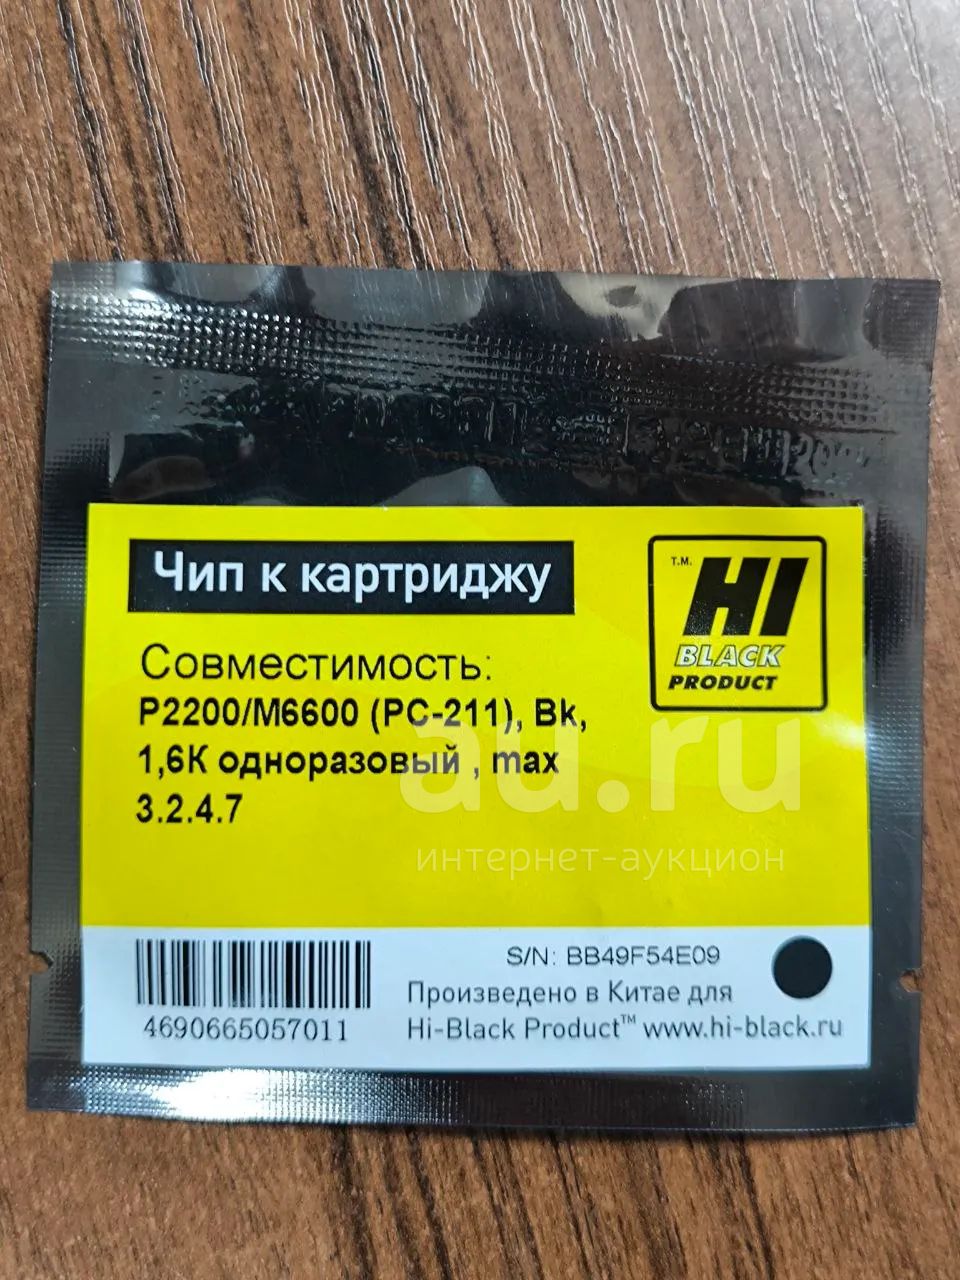 Чип к картриджу
T.M.
HI
BLACK
PRODUCT
Совместимость:
P2200/M6600 (PC-211), Bk,
1,6K одноразовый , max
3.2.4.7
au.ru
интернет-аукцион
S/N: BB49F54E09
Произведено в Китае для
Hi-Black Product™ www.hi-black.ru
4690665057011